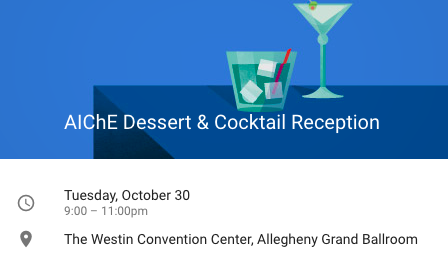 AIChE Dessert & Cocktail Reception
Tuesday, October 30
9:00 – 11:00pm
The Westin Convention Center, Allegheny Grand Ballroom